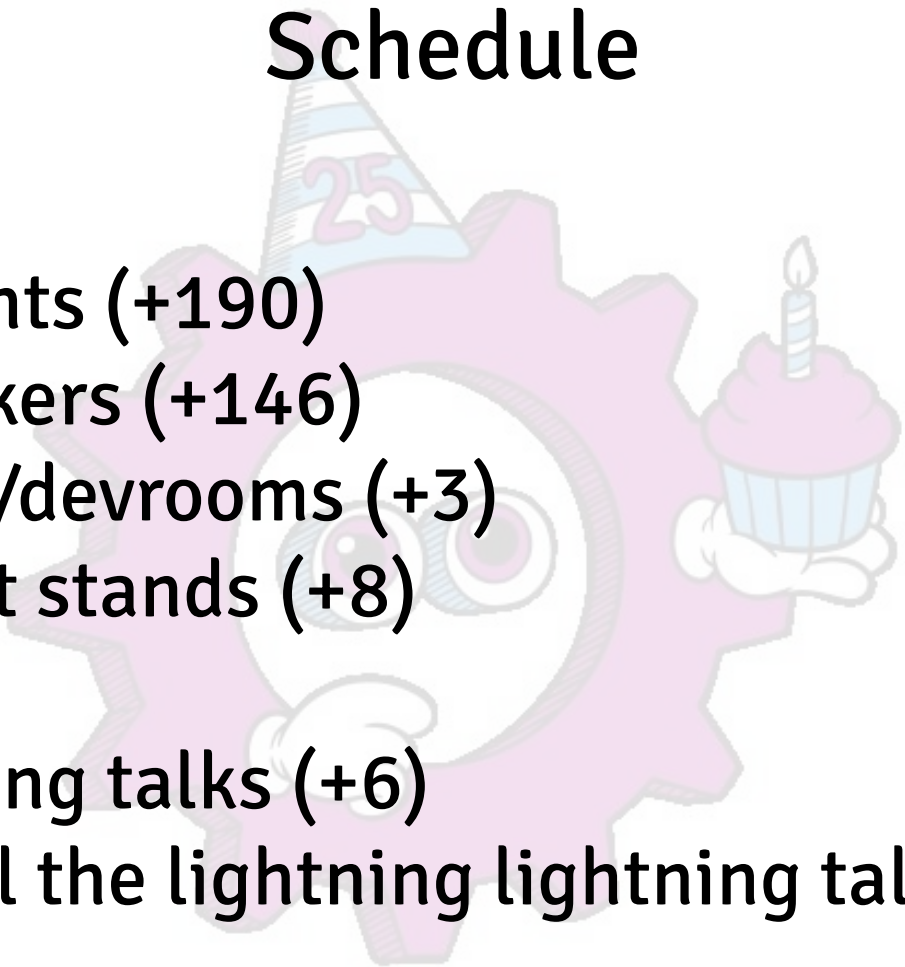 Schedule
25
nts (+190)
kers (+146)
/devrooms (+3)
t stands (+8)
ng talks (+6)
l the lightning lightning tal